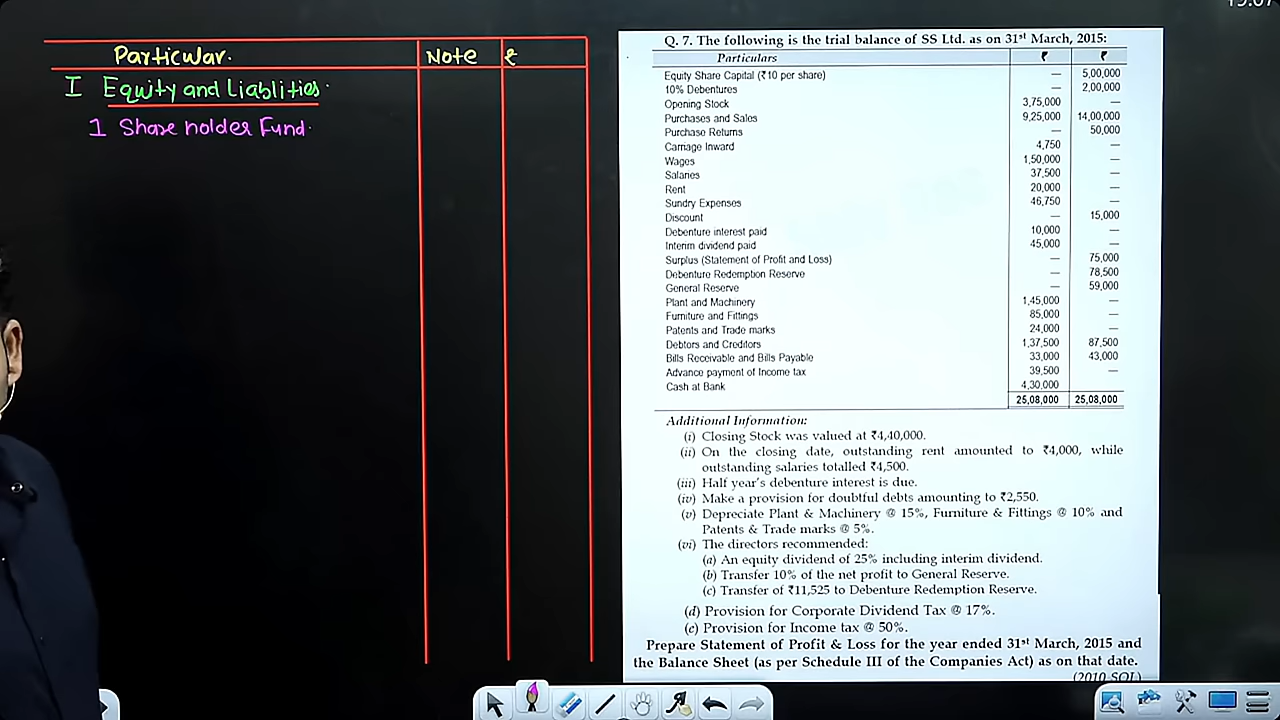 Particular. Note ₹
I Equity and Liablities
1 Shareholder Fund.
Q. 7. The following is the trial balance of SS Ltd. as on 31st March, 2015:
Particulars ₹ ₹
Equity Share Capital (₹10 per share) — 5,00,000
10% Debentures — 2,00,000
Opening Stock 3,75,000 —
Purchases and Sales 9,25,000 14,00,000
Purchase Returns — 50,000
Carriage Inward 4,750 —
Wages 1,50,000 —
Salaries 37,500 —
Rent 20,000 —
Sundry Expenses 46,750 —
Discount — 15,000
Debenture interest paid 10,000 —
Interim dividend paid 45,000 —
Surplus (Statement of Profit and Loss) — 75,000
Debenture Redemption Reserve — 78,500
General Reserve — 59,000
Plant and Machinery 1,45,000 —
Furniture and Fittings 85,000 —
Patents and Trade marks 24,000 —
Debtors and Creditors 1,37,500 87,500
Bills Receivable and Bills Payable 33,000 43,000
Advance payment of Income tax 39,500 —
Cash at Bank 4,30,000
25,08,000 25,08,000
Additional Information:
(i) Closing Stock was valued at ₹4,40,000.
(ii) On the closing date, outstanding rent amounted to ₹4,000, while
outstanding salaries totalled ₹4,500.
(iii) Half year's debenture interest is due.
(iv) Make a provision for doubtful debts amounting to ₹2,550.
(v) Depreciate Plant & Machinery @ 15%, Furniture & Fittings @ 10% and
Patents & Trade marks @ 5%.
(vi) The directors recommended:
(a) An equity dividend of 25% including interim dividend.
(b) Transfer 10% of the net profit to General Reserve.
(c) Transfer of ₹11,525 to Debenture Redemption Reserve.
(d) Provision for Corporate Dividend Tax @ 17%.
(e) Provision for Income tax @ 50%.
Prepare Statement of Profit & Loss for the year ended 31st March, 2015 and
the Balance Sheet (as per Schedule III of the Companies Act) as on that date.
(2010 SOL)